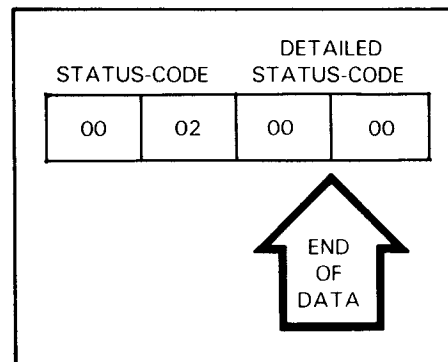 DETAILED
STATUS-CODE STATUS-CODE
00 02 00 00
END
OF
DATA